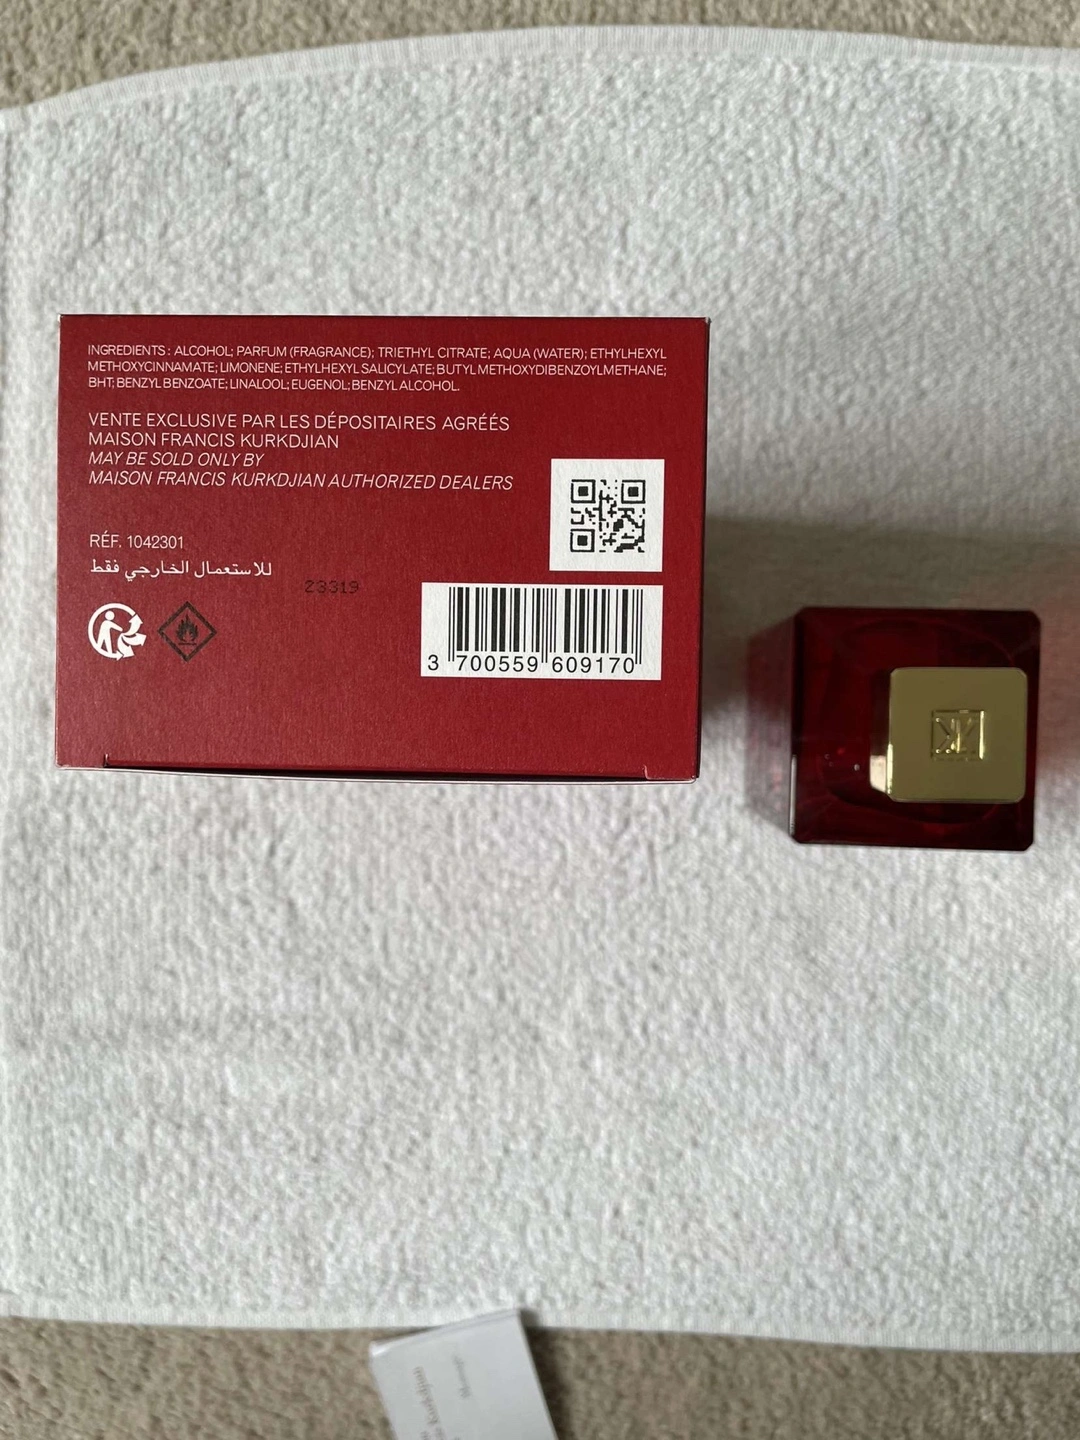 INGREDIENTS : ALCOHOL; PARFUM (FRAGRANCE); TRIETHYL CITRATE; AQUA (WATER); ETHYLHEXYL
METHOXYCINNAMATE; LIMONENE; ETHYLHEXYL SALICYLATE; BUTYL METHOXYDIBENZOYLMETHANE;
BHT; BENZYL BENZOATE; LINALOOL; EUGENOL; BENZYL ALCOHOL.
VENTE EXCLUSIVE PAR LES DÉPOSITAIRES AGRÉÉS
MAISON FRANCIS KURKDJIAN
MAY BE SOLD ONLY BY
MAISON FRANCIS KURKDJIAN AUTHORIZED DEALERS
RÉF. 1042301
للاستعمال الخارجي فقط
23319
3 700559 609170
Kurkdjian